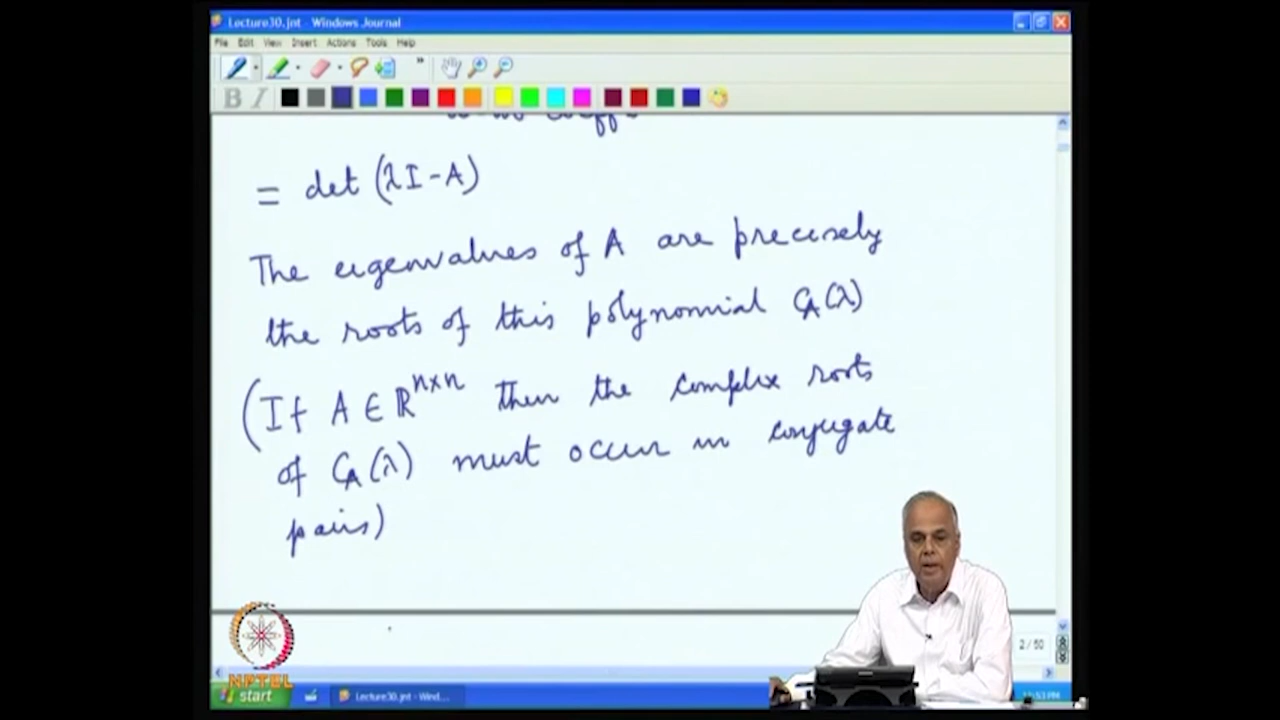 Lecture30.jnt - Windows Journal
File Edit View Insert Actions Tools Help
B I
= det (λI-A)
The eigenvalues of A are precisely
the roots of this polynomial C_A(λ)
(If A ∈ ℝ^{n×n} then the complex roots
of C_A(λ) must occur in conjugate
pairs)
2 / 50
NPTEL
start Lecture30.jnt - Wind...